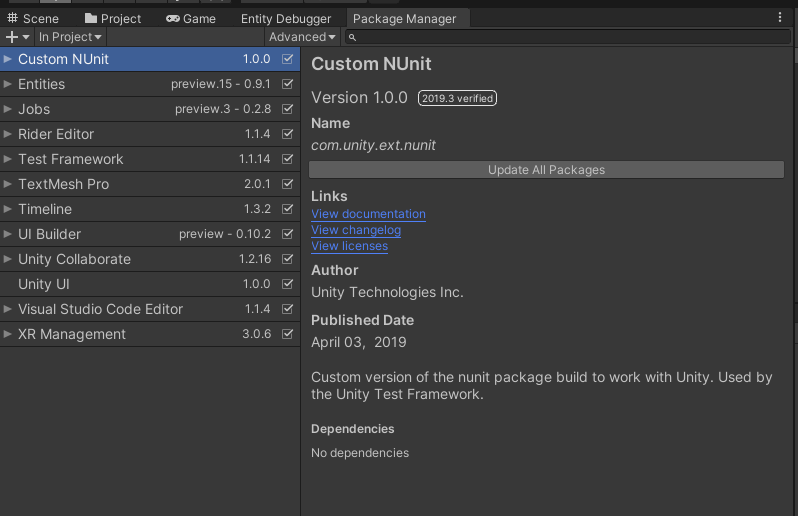 Scene Project Game Entity Debugger Package Manager
In Project Advanced
Custom NUnit 1.0.0
Entities preview.15 - 0.9.1
Jobs preview.3 - 0.2.8
Rider Editor 1.1.4
Test Framework 1.1.14
TextMesh Pro 2.0.1
Timeline 1.3.2
UI Builder preview - 0.10.2
Unity Collaborate 1.2.16
Unity UI 1.0.0
Visual Studio Code Editor 1.1.4
XR Management 3.0.6
Custom NUnit
Version 1.0.0 2019.3 verified
Name
com.unity.ext.nunit
Update All Packages
Links
View documentation
View changelog
View licenses
Author
Unity Technologies Inc.
Published Date
April 03, 2019
Custom version of the nunit package build to work with Unity. Used by
the Unity Test Framework.
Dependencies
No dependencies